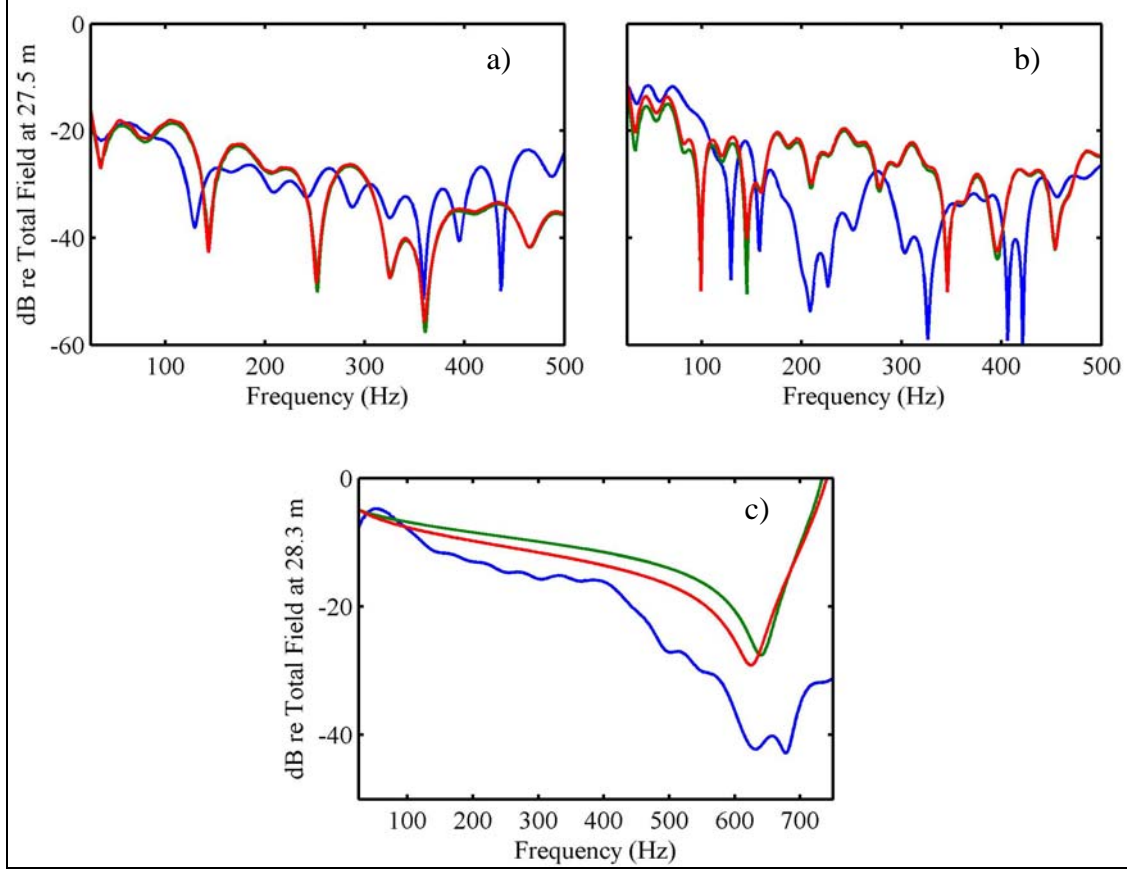 0
-20
-40
-60
dB re Total Field at 27.5 m
a)
100 200 300 400 500
Frequency (Hz)
b)
100 200 300 400 500
Frequency (Hz)
0
-20
-40
dB re Total Field at 28.3 m
c)
100 200 300 400 500 600 700
Frequency (Hz)